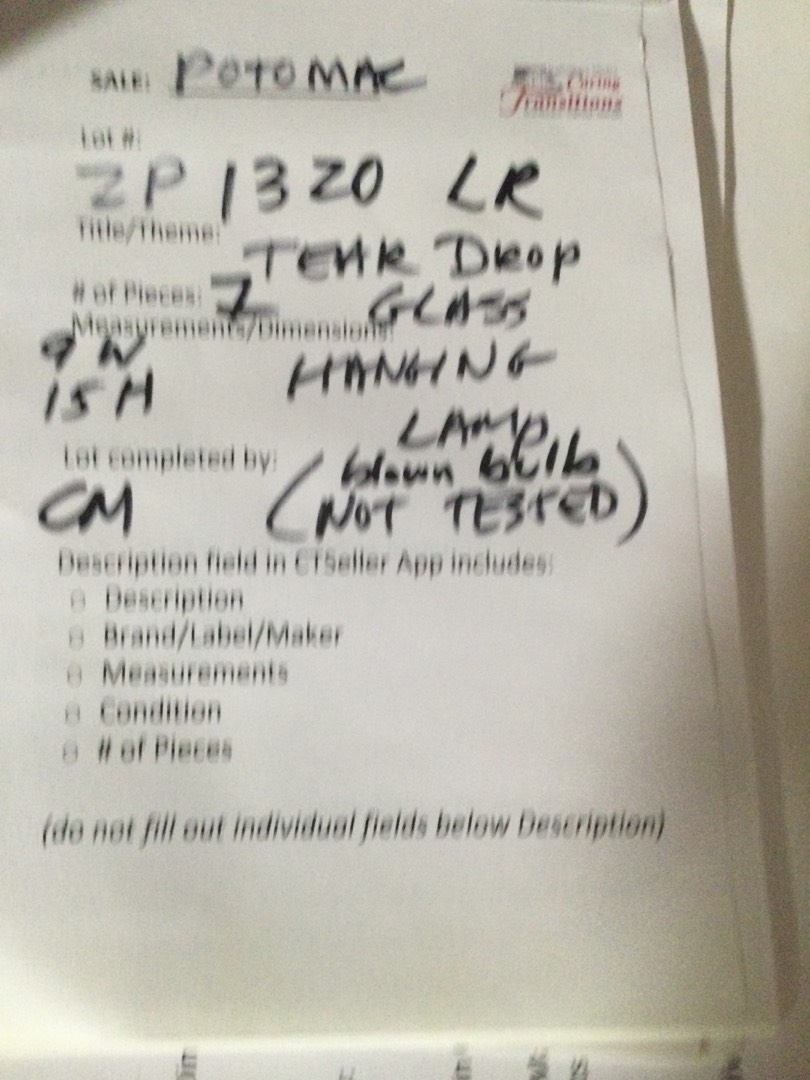 SALE: POTOMAC
Caring
Transitions
Lot #:
ZP 1320 LR
Title/Theme:
TEAR Drop
# of Pieces:
GLASS
Measurements/Dimensions:
9 W
HANGING
15 H
LAMP
Lot completed by:
blown bulb
CM
(NOT TESTED)
Description field in CTSeller App includes:
Description
Brand/Label/Maker
Measurements
Condition
# of Pieces
(do not fill out individual fields below Description)